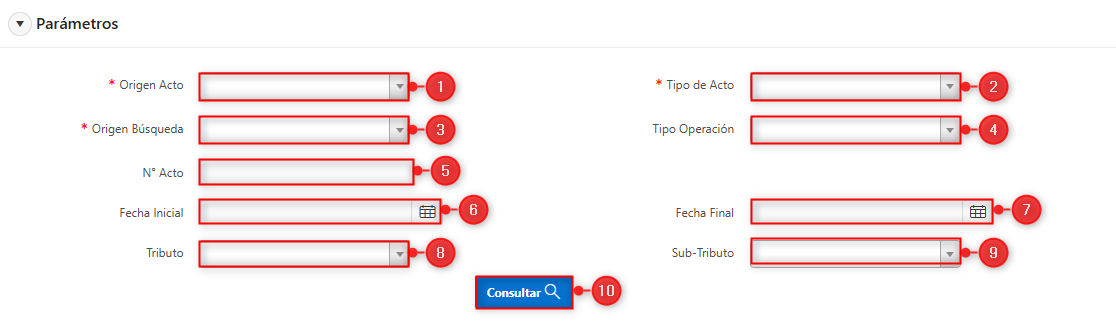 Parámetros
* Origen Acto 1 * Tipo de Acto 2
* Origen Búsqueda 3 Tipo Operación 4
N° Acto 5
Fecha Inicial 6 Fecha Final 7
Tributo 8 Sub-Tributo 9
Consultar 10